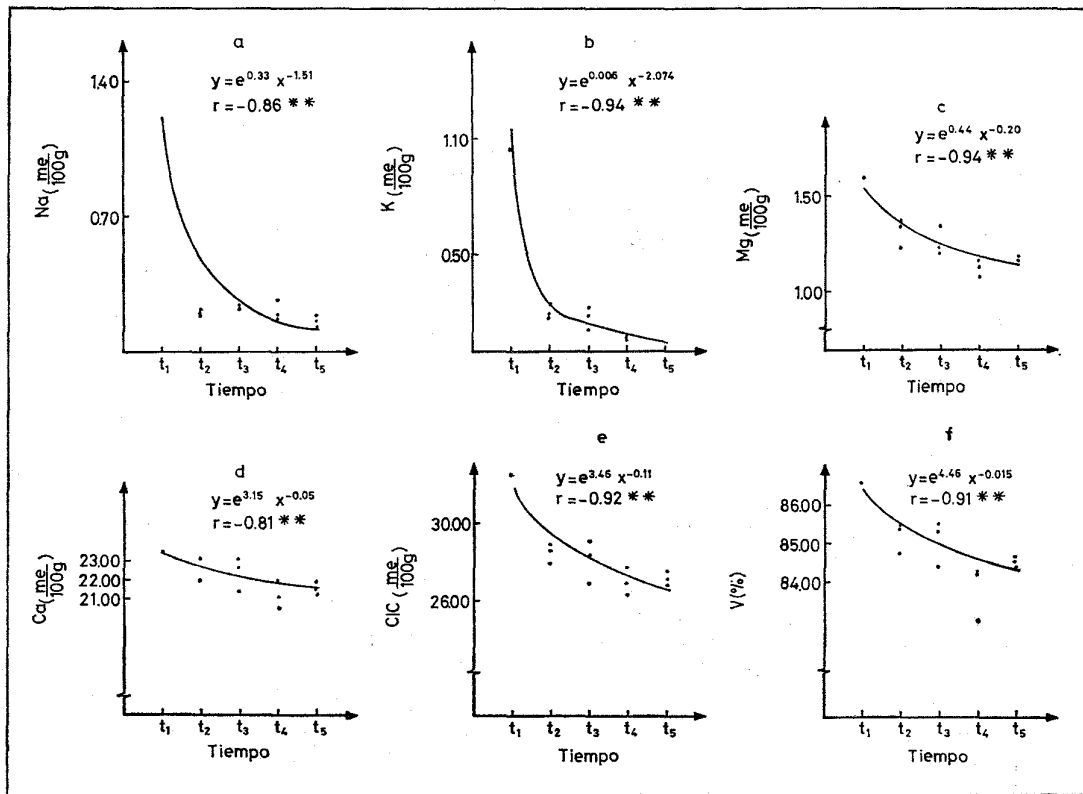 a
y=e^0.33 x^-1.51
r=-0.86 **
1.40
0.70
Na(me/100g)
t1 t2 t3 t4 t5
Tiempo
b
y=e^0.006 x^-2.074
r=-0.94 **
1.10
0.50
K(me/100g)
t1 t2 t3 t4 t5
Tiempo
c
y=e^0.44 x^-0.20
r=-0.94 **
1.50
1.00
Mg(me/100g)
t1 t2 t3 t4 t5
Tiempo
d
y=e^3.15 x^-0.05
r=-0.81 **
23.00
22.00
21.00
Ca(me/100g)
t1 t2 t3 t4 t5
Tiempo
e
y=e^3.46 x^-0.11
r=-0.92 **
30.00
26.00
CIC(me/100g)
t1 t2 t3 t4 t5
Tiempo
f
y=e^4.46 x^-0.015
r=-0.91 **
86.00
84.00
84.00
V(%)
t1 t2 t3 t4 t5
Tiempo